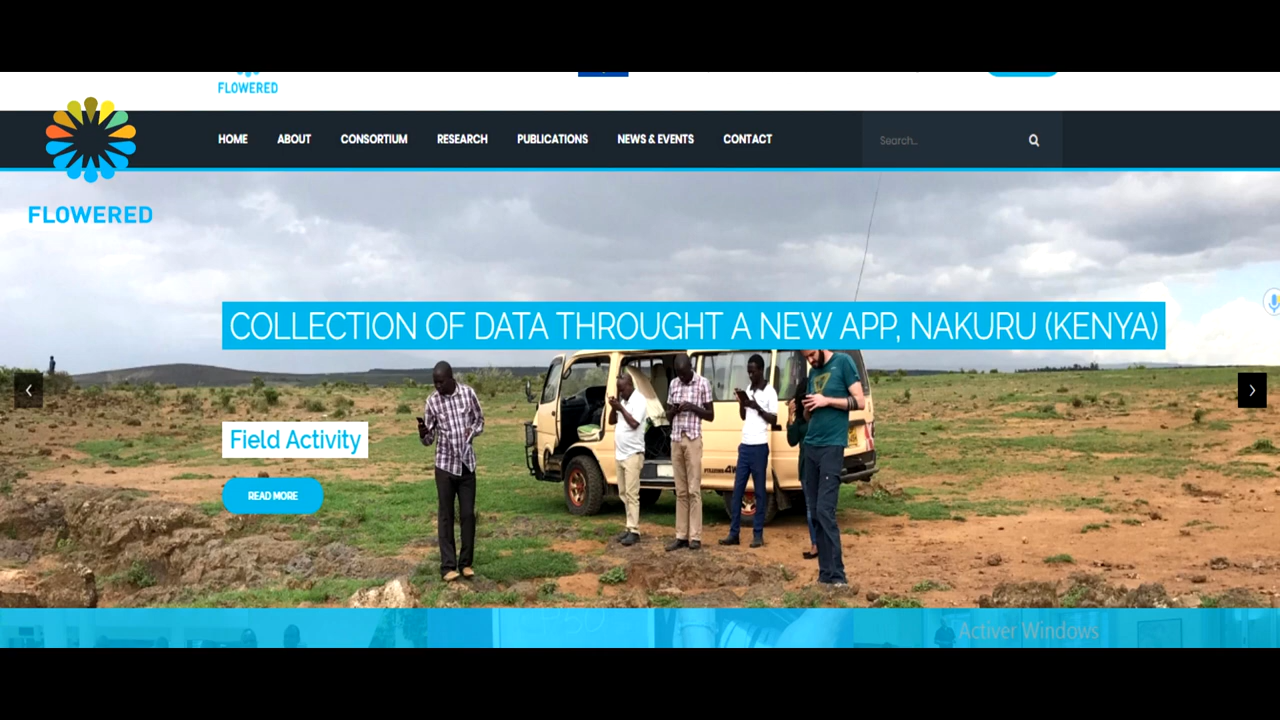 FLOWERED
HOME ABOUT CONSORTIUM RESEARCH PUBLICATIONS NEWS & EVENTS CONTACT Search...
FLOWERED
COLLECTION OF DATA THROUGHT A NEW APP, NAKURU (KENYA)
Field Activity
READ MORE
Activer Windows